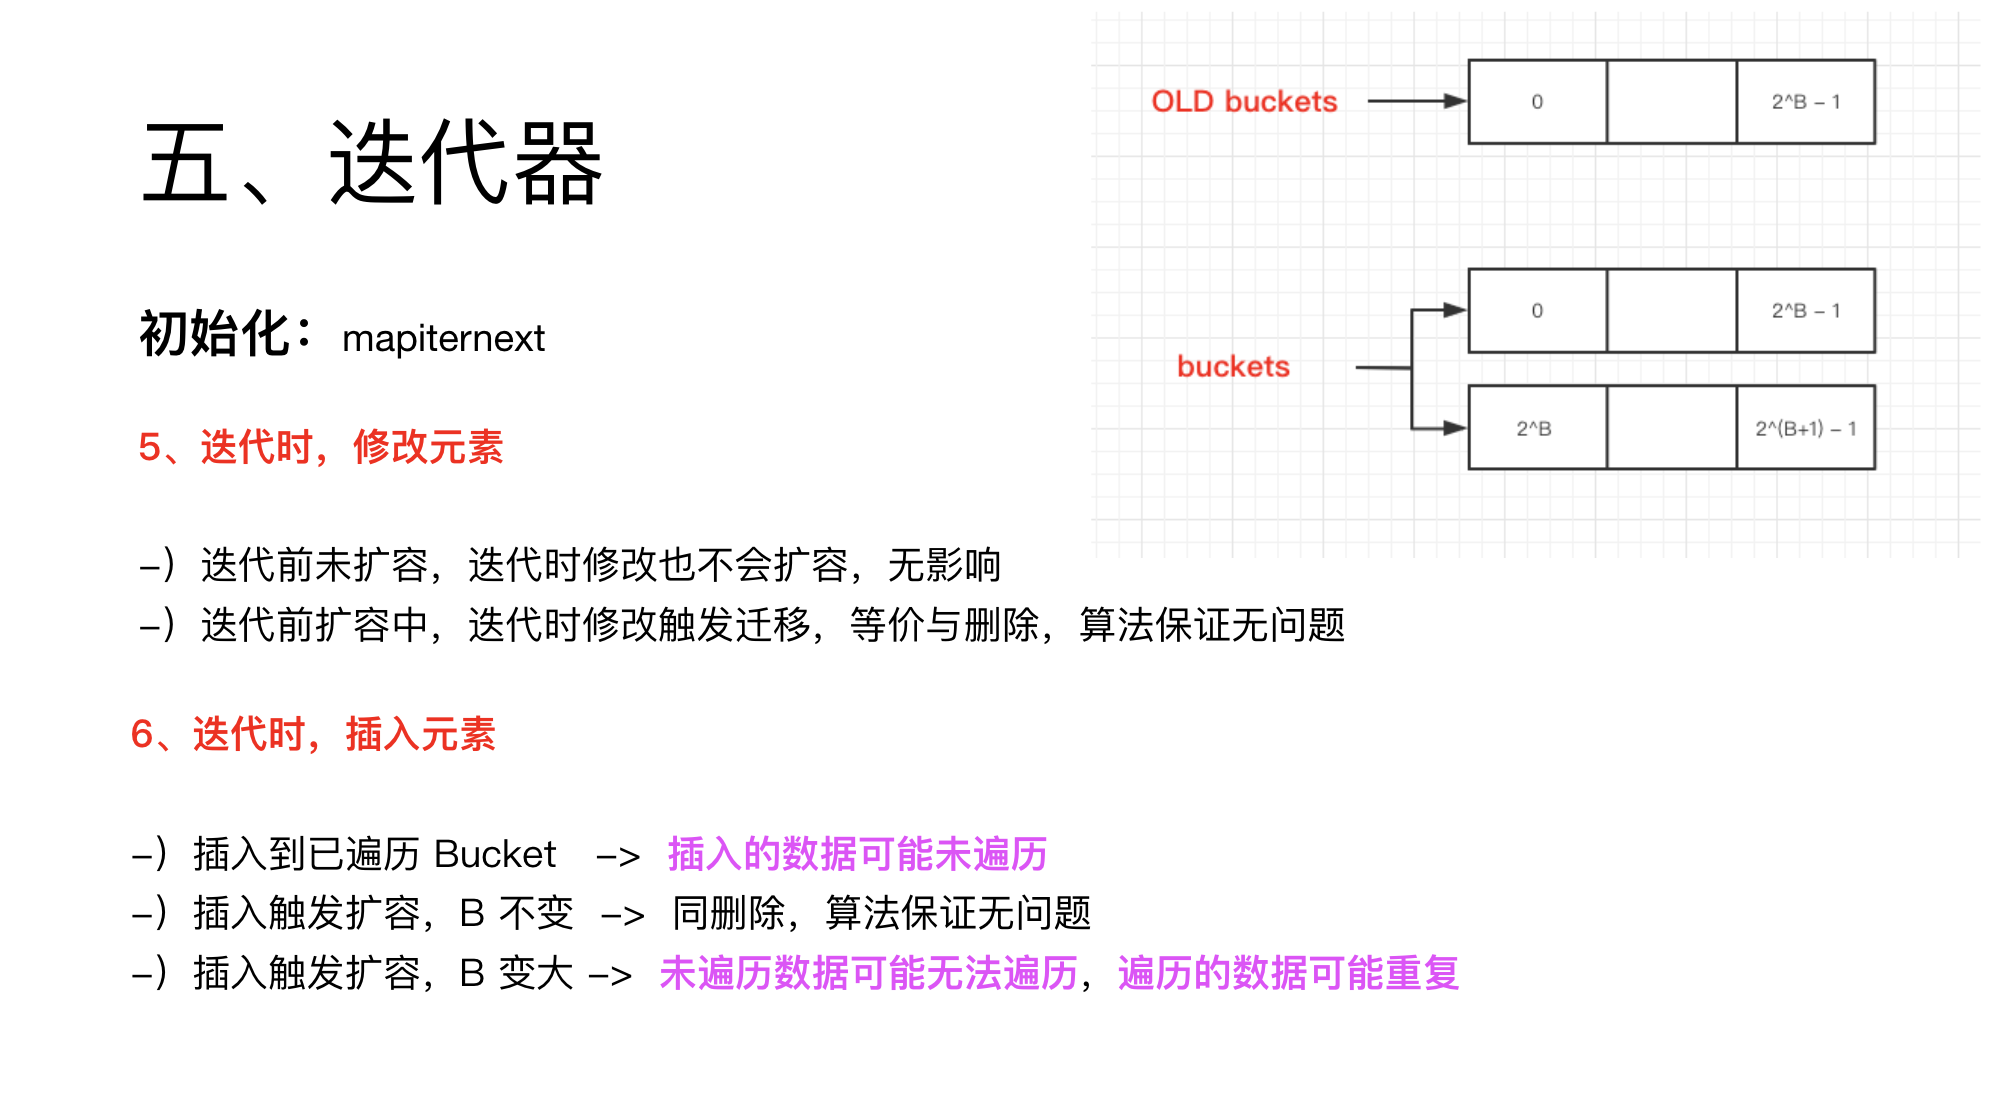 五、迭代器
初始化：mapiternext
5、迭代时，修改元素
-）迭代前未扩容，迭代时修改也不会扩容，无影响
-）迭代前扩容中，迭代时修改触发迁移，等价与删除，算法保证无问题
6、迭代时，插入元素
-）插入到已遍历 Bucket -> 插入的数据可能未遍历
-）插入触发扩容，B 不变 -> 同删除，算法保证无问题
-）插入触发扩容，B 变大 -> 未遍历数据可能无法遍历，遍历的数据可能重复
OLD buckets 0 2^B - 1
buckets
0 2^B - 1
2^B 2^(B+1) - 1